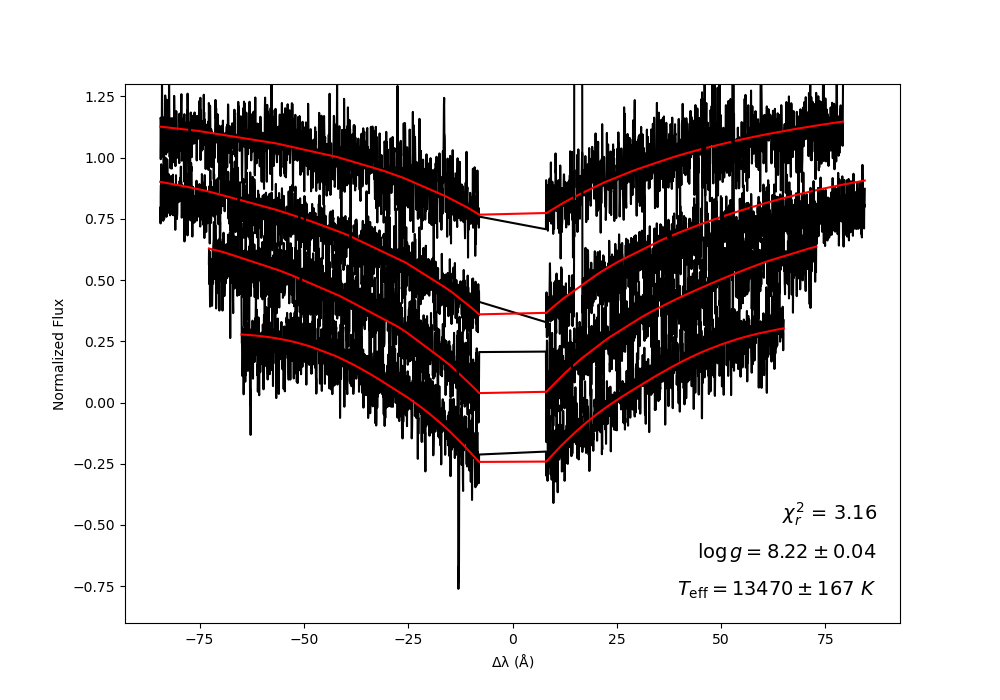 1.25
1.00
0.75
0.50
0.25
0.00
−0.25
−0.50
−0.75
Normalized Flux
χ²ᵣ = 3.16
log g = 8.22 ± 0.04
T_eff = 13470 ± 167 K
−75 −50 −25 0 25 50 75
Δλ (Å)